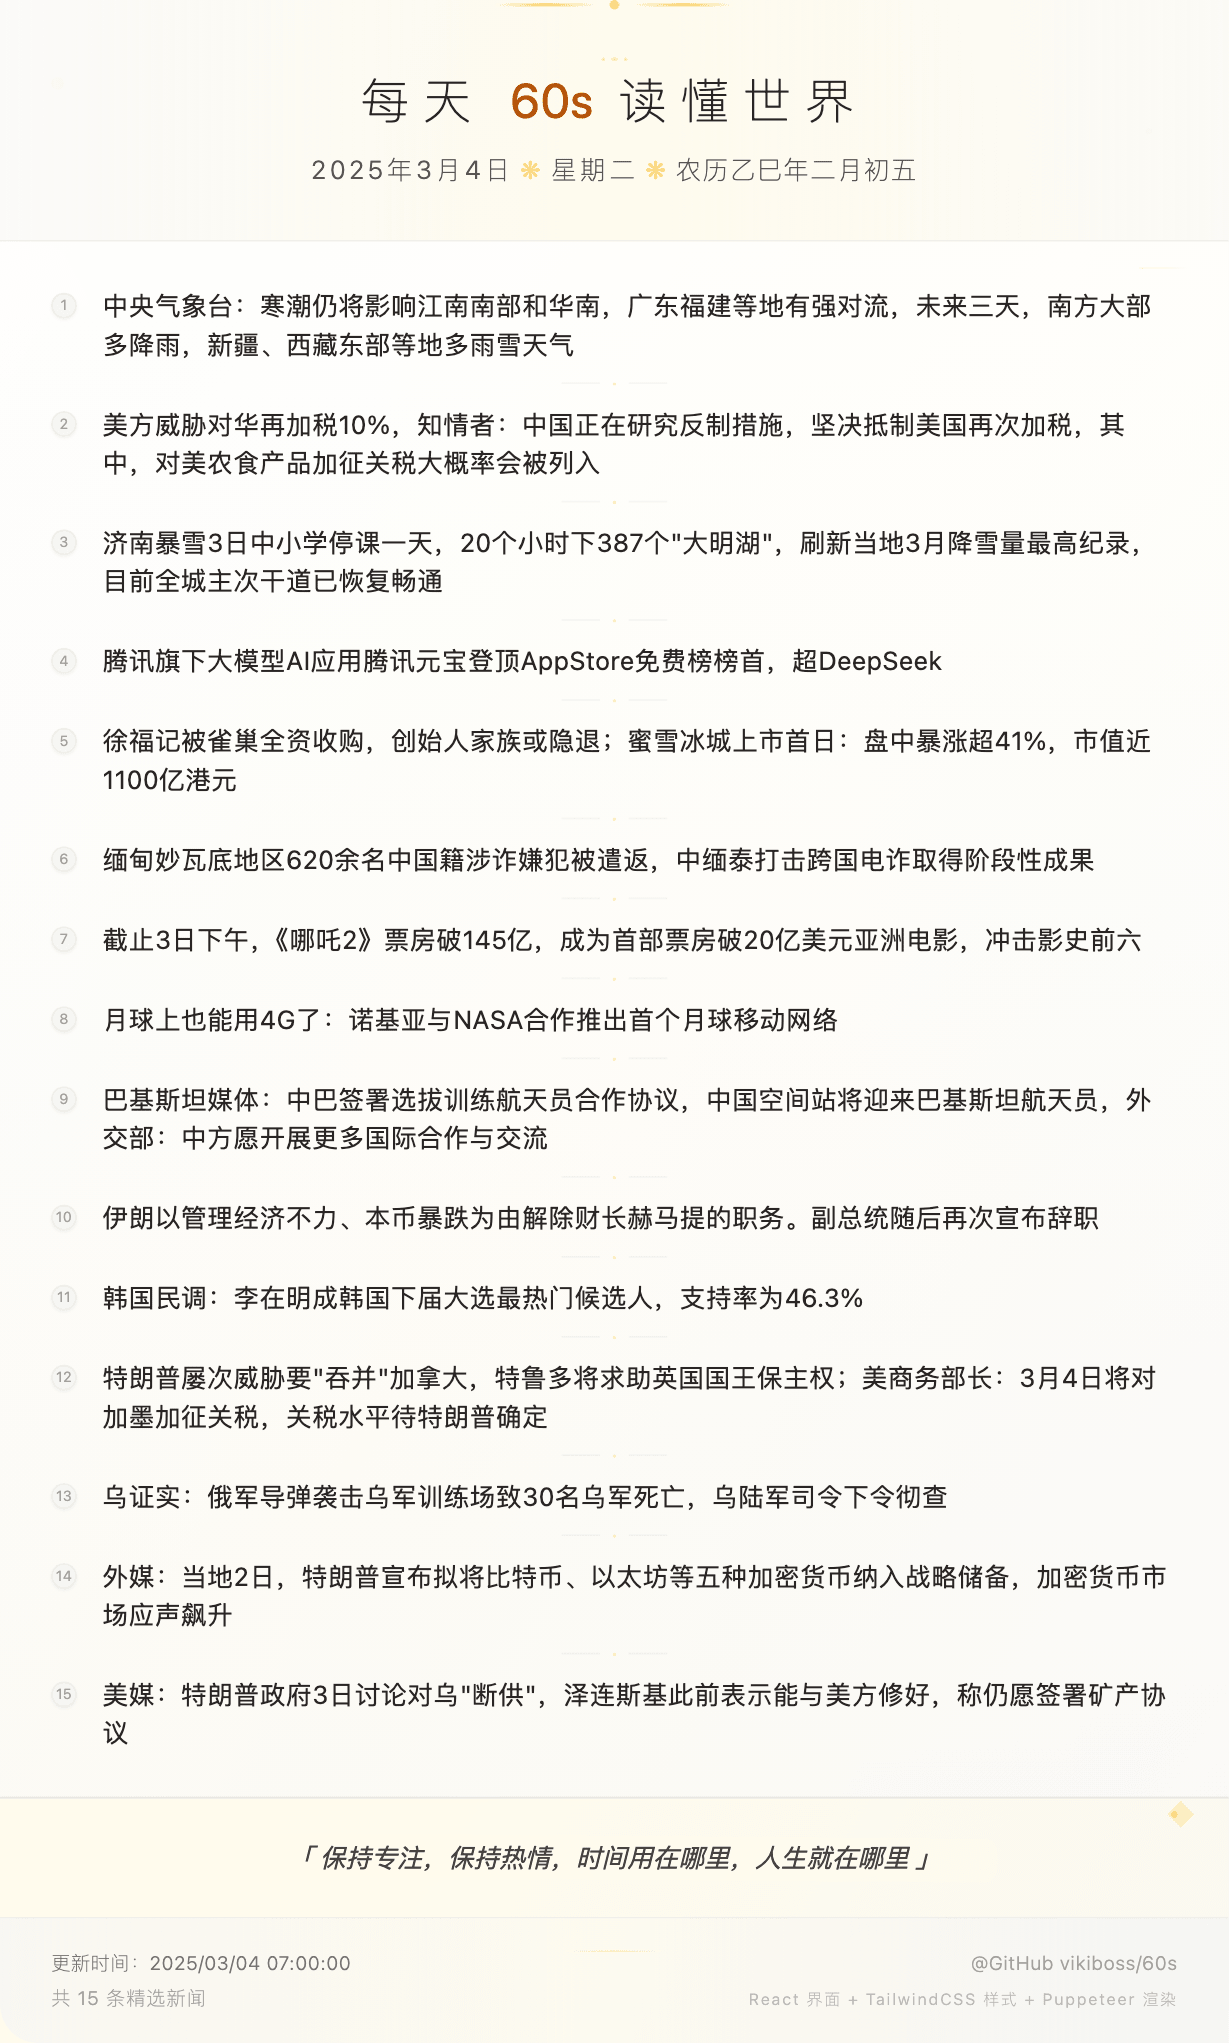 每天 60s 读懂世界
2025年3月4日 ❋ 星期二 ❋ 农历乙巳年二月初五
1 中央气象台：寒潮仍将影响江南南部和华南，广东福建等地有强对流，未来三天，南方大部
多降雨，新疆、西藏东部等地多雨雪天气
2 美方威胁对华再加税10%，知情者：中国正在研究反制措施，坚决抵制美国再次加税，其
中，对美农食产品加征关税大概率会被列入
3 济南暴雪3日中小学停课一天，20个小时下387个"大明湖"，刷新当地3月降雪量最高纪录，
目前全城主次干道已恢复畅通
4 腾讯旗下大模型AI应用腾讯元宝登顶AppStore免费榜榜首，超DeepSeek
5 徐福记被雀巢全资收购，创始人家族或隐退；蜜雪冰城上市首日：盘中暴涨超41%，市值近
1100亿港元
6 缅甸妙瓦底地区620余名中国籍涉诈嫌犯被遣返，中缅泰打击跨国电诈取得阶段性成果
7 截止3日下午，《哪吒2》票房破145亿，成为首部票房破20亿美元亚洲电影，冲击影史前六
8 月球上也能用4G了：诺基亚与NASA合作推出首个月球移动网络
9 巴基斯坦媒体：中巴签署选拔训练航天员合作协议，中国空间站将迎来巴基斯坦航天员，外
交部：中方愿开展更多国际合作与交流
10 伊朗以管理经济不力、本币暴跌为由解除财长赫马提的职务。副总统随后再次宣布辞职
11 韩国民调：李在明成韩国下届大选最热门候选人，支持率为46.3%
12 特朗普屡次威胁要"吞并"加拿大，特鲁多将求助英国国王保主权；美商务部长：3月4日将对
加墨加征关税，关税水平待特朗普确定
13 乌证实：俄军导弹袭击乌军训练场致30名乌军死亡，乌陆军司令下令彻查
14 外媒：当地2日，特朗普宣布拟将比特币、以太坊等五种加密货币纳入战略储备，加密货币市
场应声飙升
15 美媒：特朗普政府3日讨论对乌"断供"，泽连斯基此前表示能与美方修好，称仍愿签署矿产协
议
「 保持专注，保持热情，时间用在哪里，人生就在哪里 」
更新时间：2025/03/04 07:00:00
@GitHub vikiboss/60s
共 15 条精选新闻
React 界面 + TailwindCSS 样式 + Puppeteer 渲染